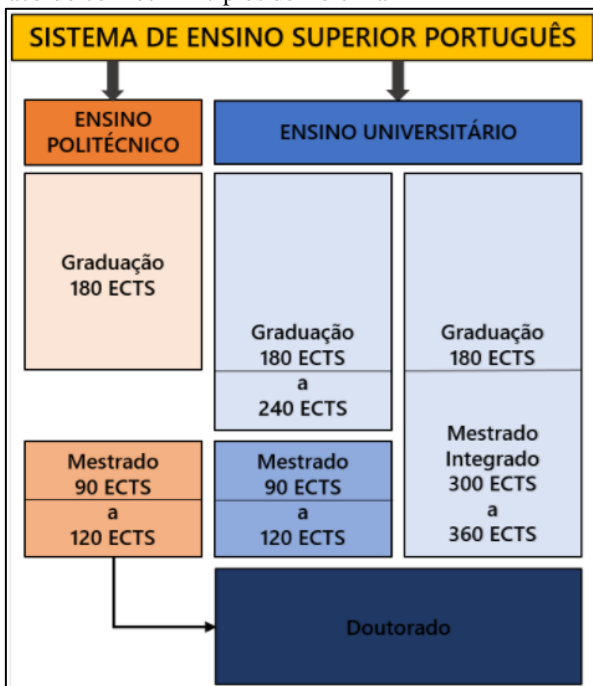 SISTEMA DE ENSINO SUPERIOR PORTUGUÊS
ENSINO
POLITÉCNICO
ENSINO UNIVERSITÁRIO
Graduação
180 ECTS
Graduação
180 ECTS
a
240 ECTS
Graduação
180 ECTS
Mestrado
90 ECTS
a
120 ECTS
Mestrado
90 ECTS
a
120 ECTS
Mestrado
Integrado
300 ECTS
a
360 ECTS
Doutorado